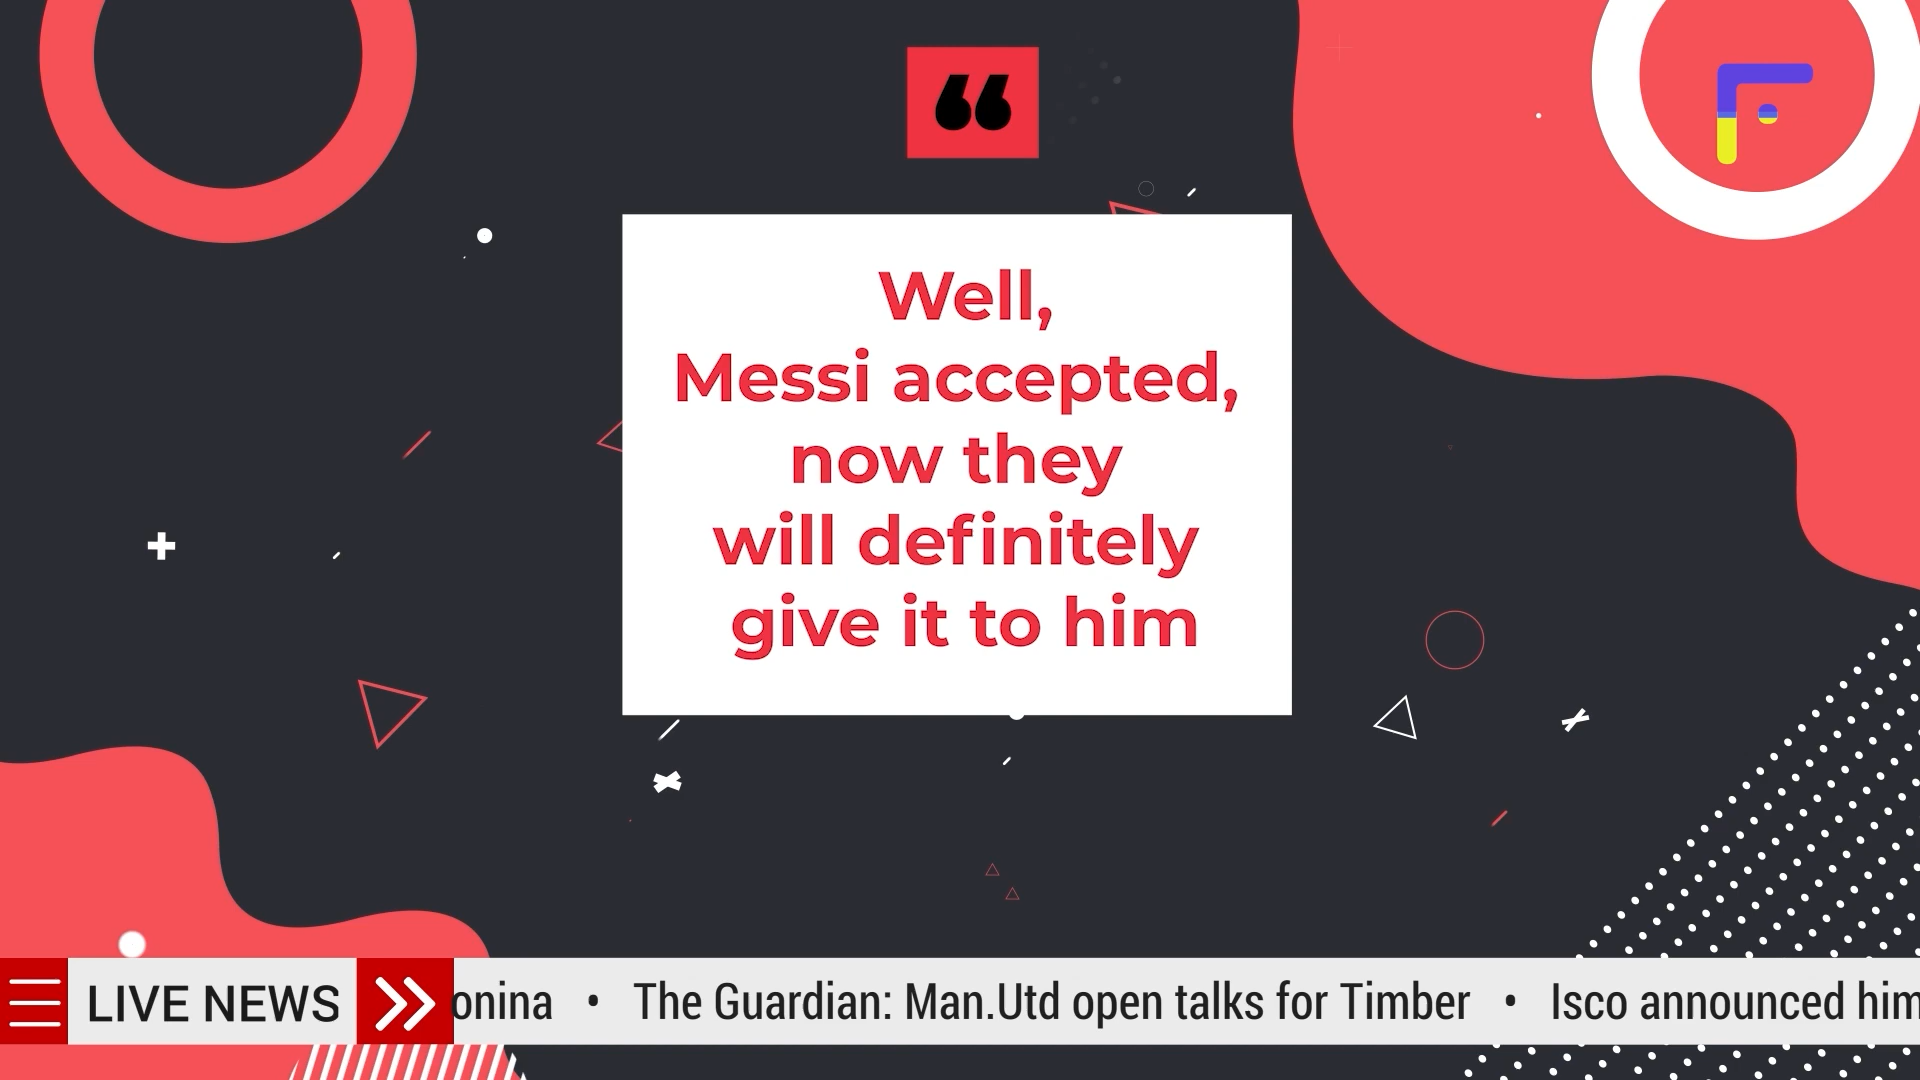 “
Well,
Messi accepted,
now they
will definitely
give it to him
LIVE NEWS
onina • The Guardian: Man.Utd open talks for Timber • Isco announced him